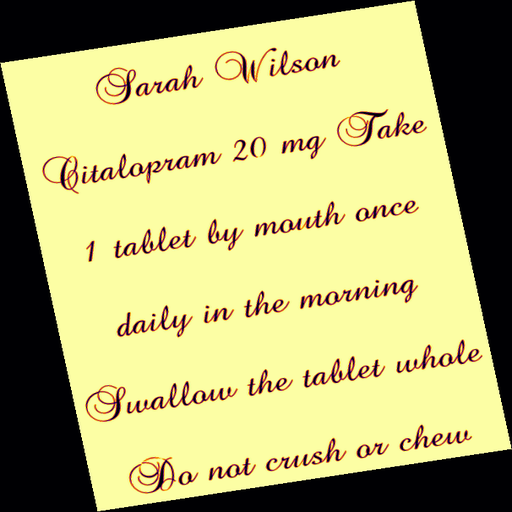 Sarah Wilson
Citalopram 20 mg Take
1 tablet by mouth once
daily in the morning
Swallow the tablet whole
Do not crush or chew